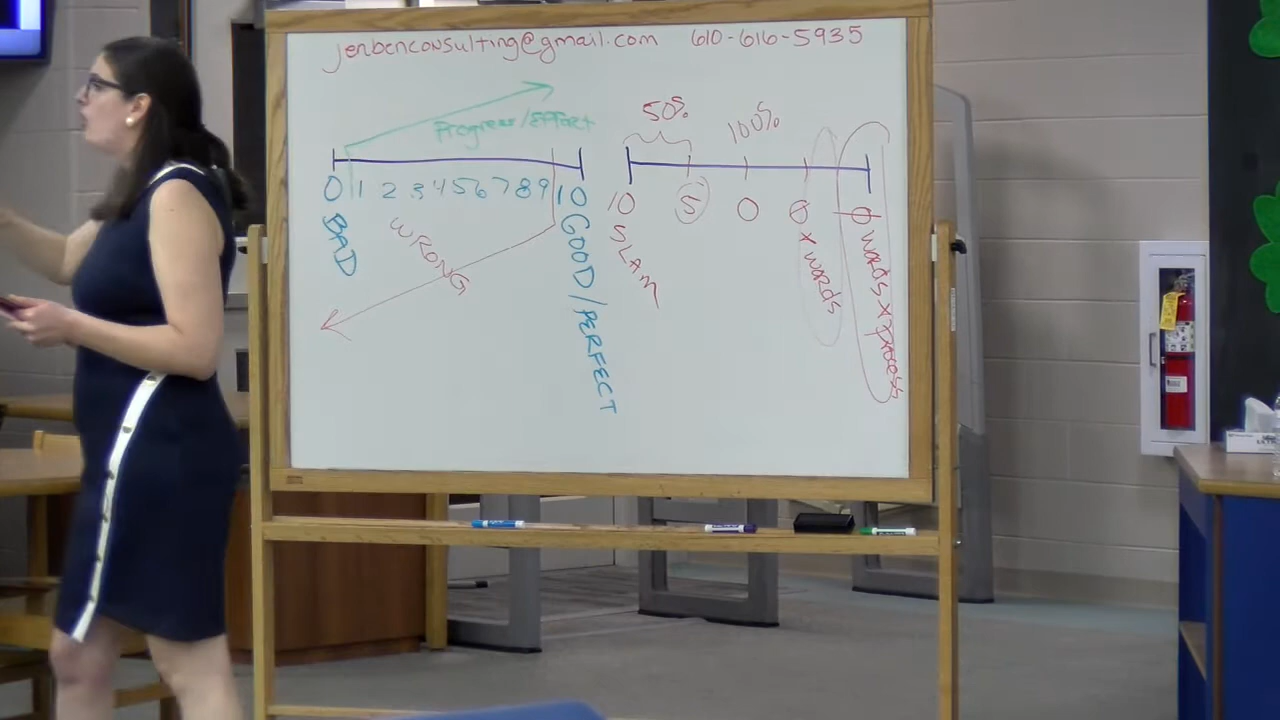 jenbenconsulting@gmail.com 610-616-5935
Progress/Effort
0 1 2 3 4 5 6 7 8 9 10
BAD
WRONG
GOOD/PERFECT
50%
100%
10 5 0 0 0
SLAM
x words
words x process